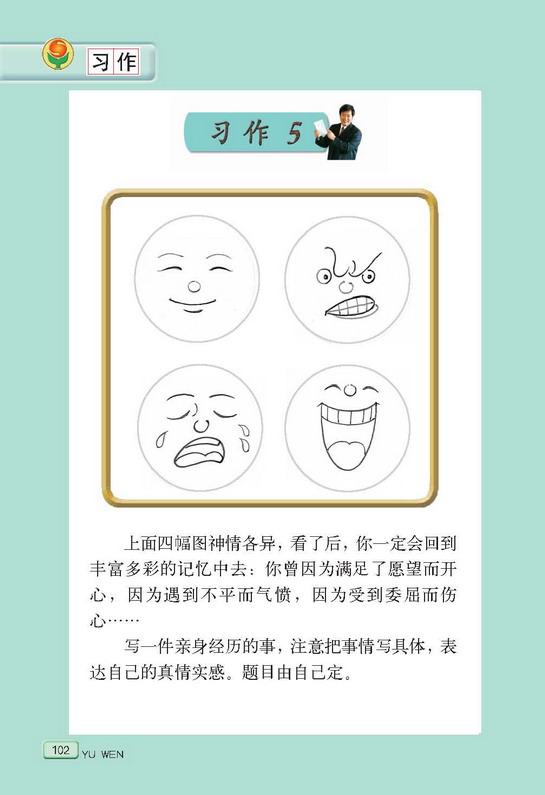 习作
习作5
上面四幅图神情各异，看了后，你一定会回到
丰富多彩的记忆中去：你曾因为满足了愿望而开
心，因为遇到不平而气愤，因为受到委屈而伤
心……
写一件亲身经历的事，注意把事情写具体，表
达自己的真情实感。题目由自己定。
102 YU WEN